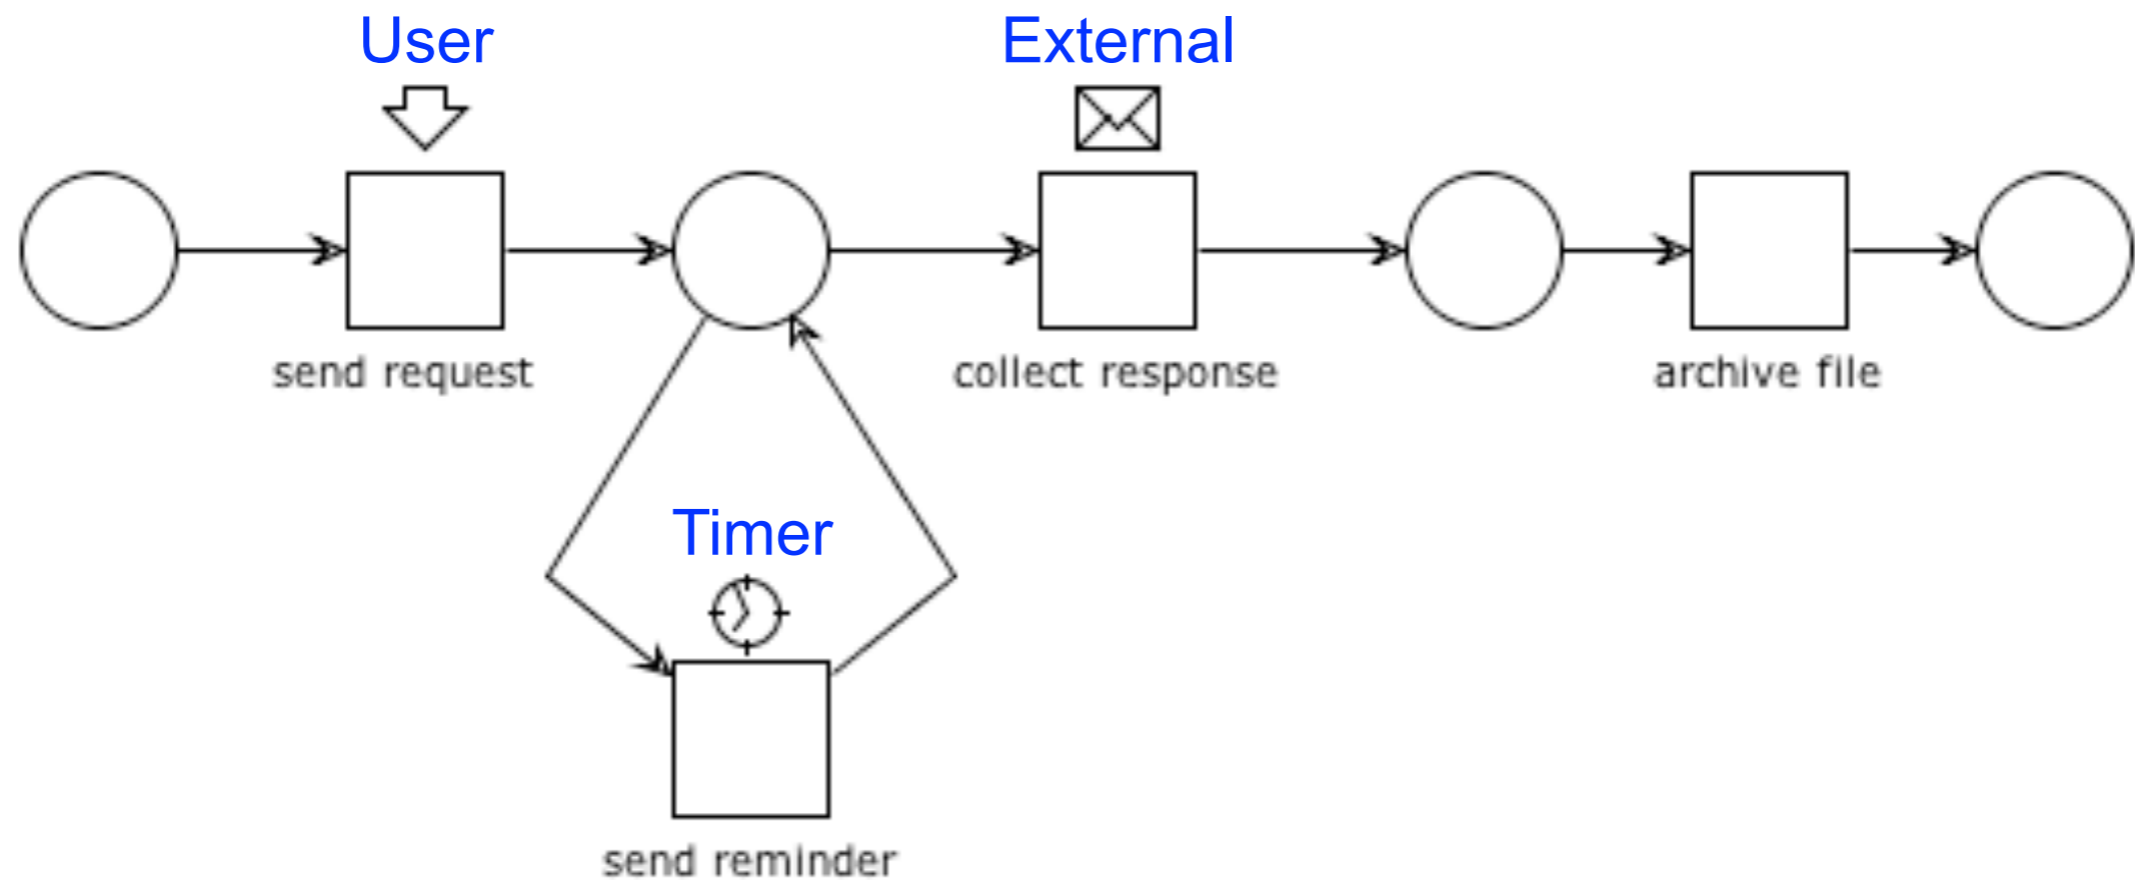 User
External
send request
collect response
archive file
Timer
send reminder